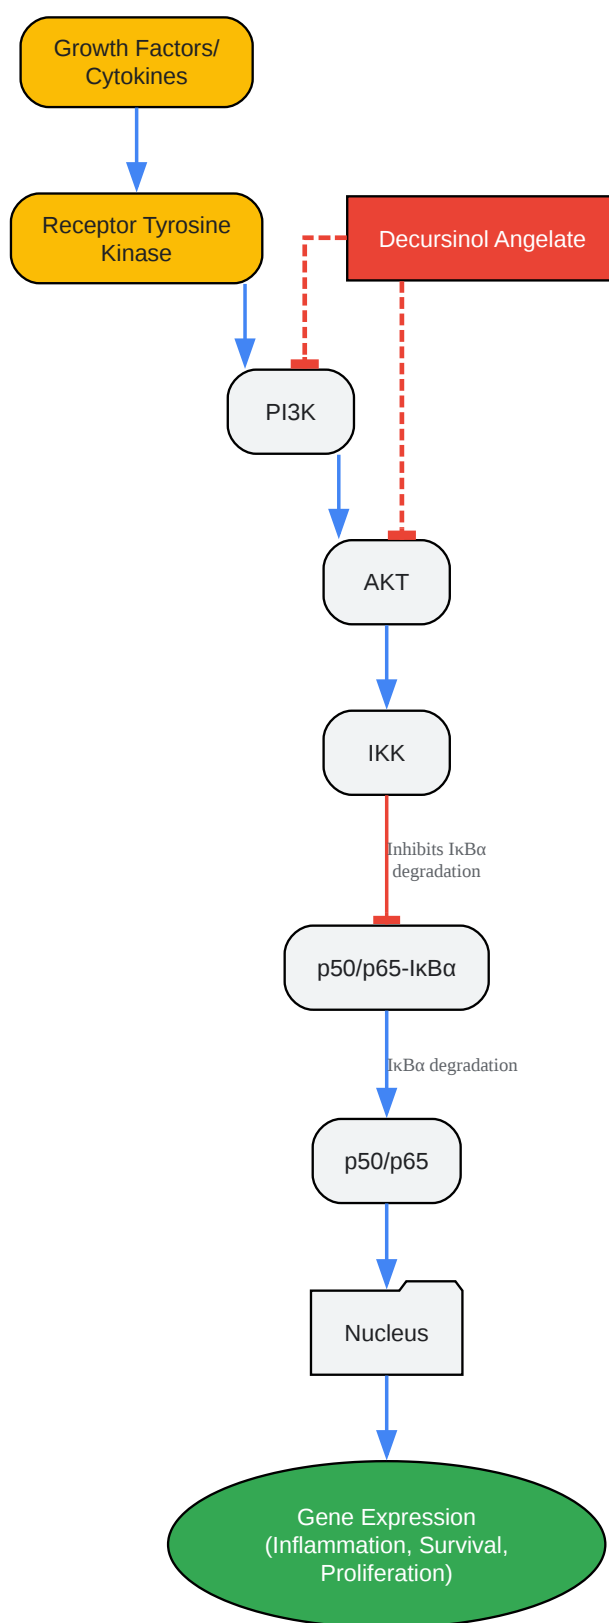 Growth Factors/
Cytokines
Receptor Tyrosine
Kinase
Decursinol Angelate
PI3K
AKT
IKK
Inhibits IκBα
degradation
p50/p65-IκBα
IκBα degradation
p50/p65
Nucleus
Gene Expression
(Inflammation, Survival,
Proliferation)